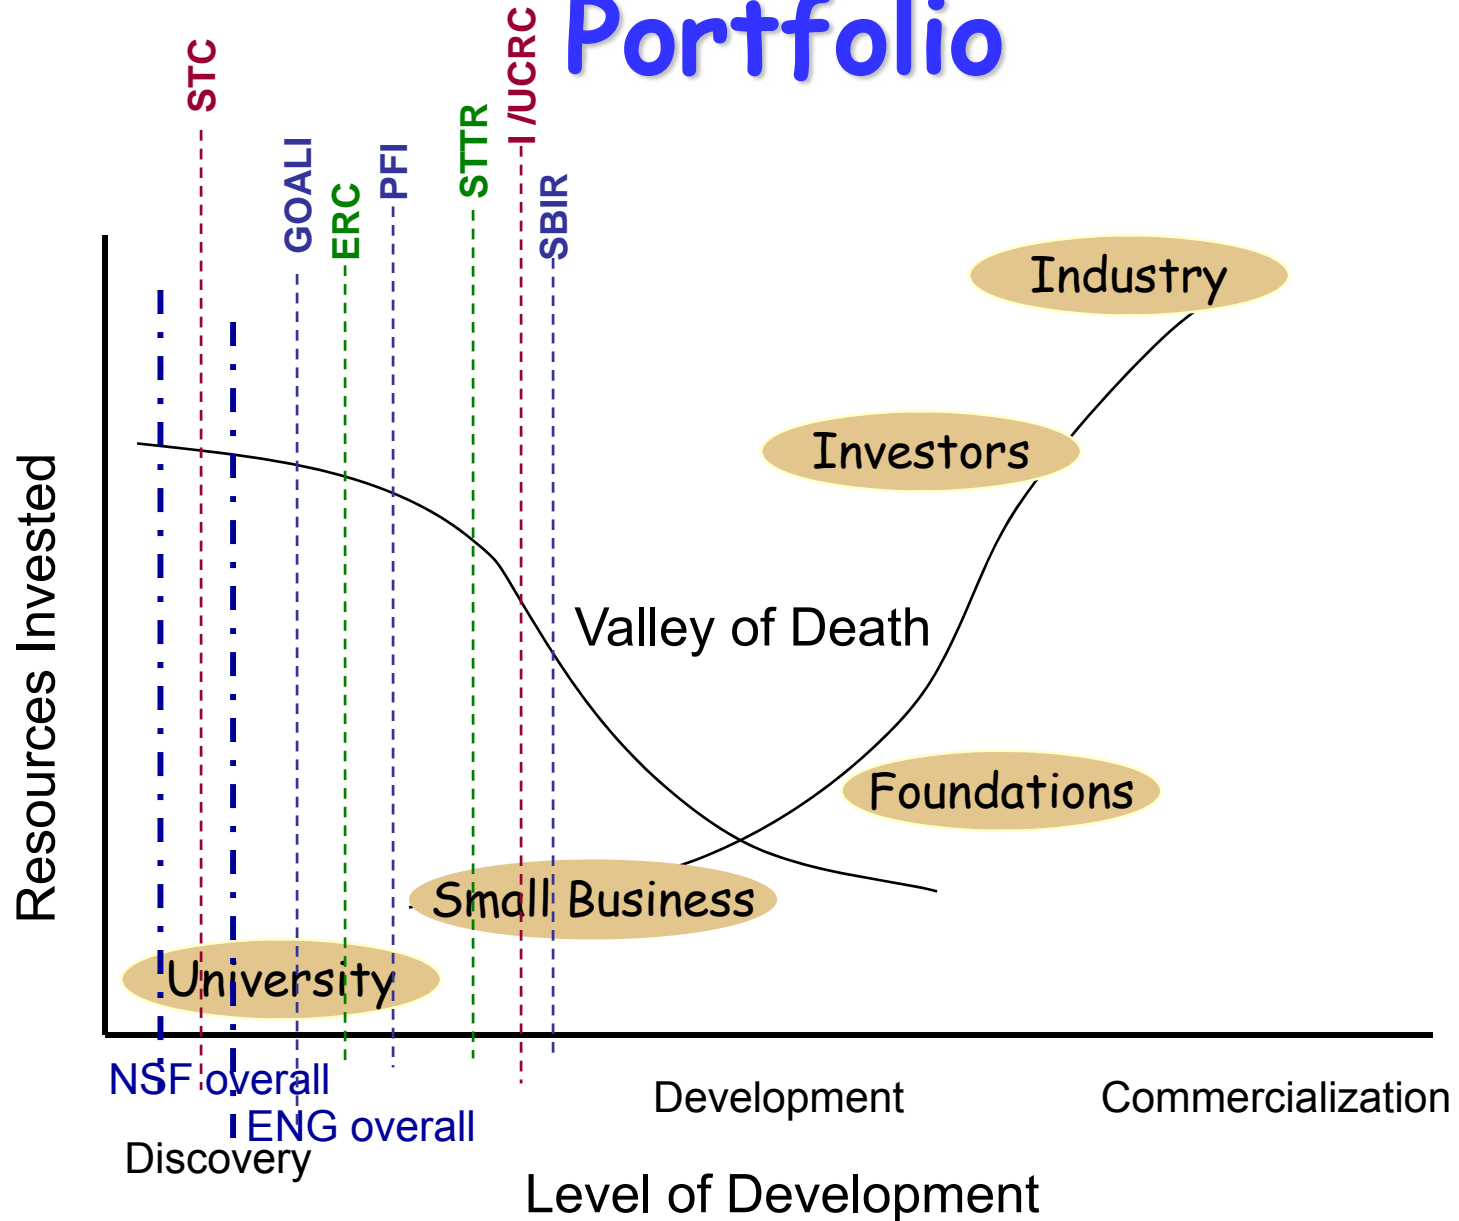 Portfolio
STC
GOALI
ERC
PFI
STTR
I /UCRC
SBIR
Industry
Investors
Resources Invested
Valley of Death
Foundations
Small Business
University
NSF overall
ENG overall
Discovery
Development
Commercialization
Level of Development